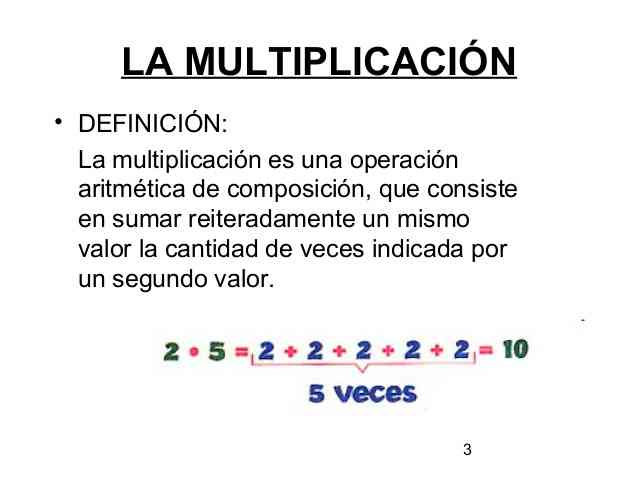 LA MULTIPLICACIÓN
• DEFINICIÓN:
La multiplicación es una operación
aritmética de composición, que consiste
en sumar reiteradamente un mismo
valor la cantidad de veces indicada por
un segundo valor.
2 • 5 = 2 + 2 + 2 + 2 + 2 = 10
5 veces
3